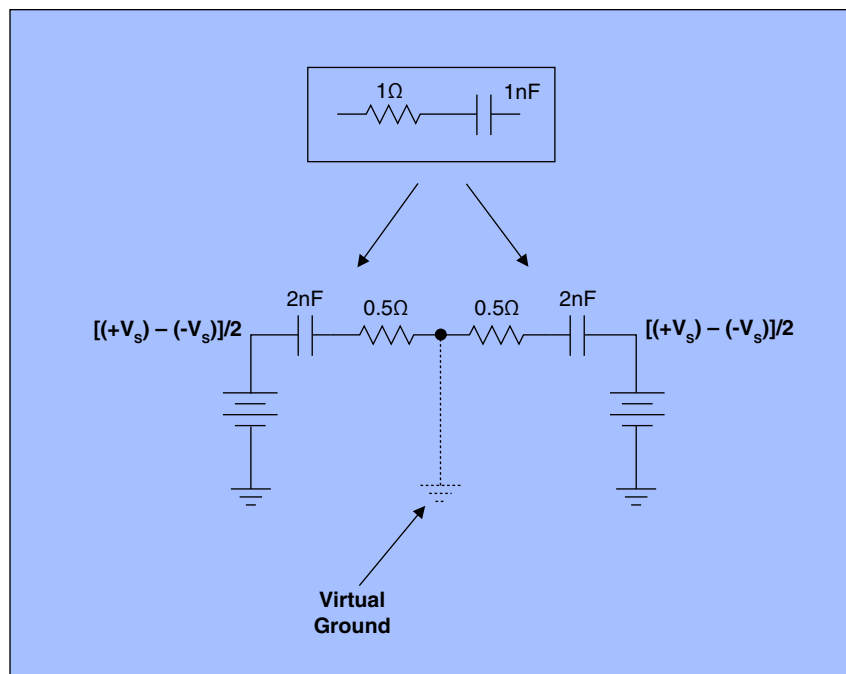 1Ω
1nF
2nF
0.5Ω
0.5Ω
2nF
[(+Vs) – (-Vs)]/2
[(+Vs) – (-Vs)]/2
Virtual
Ground